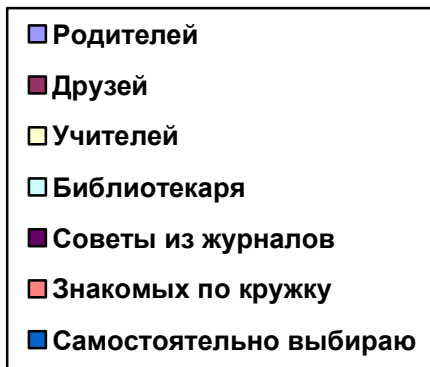 Родителей
Друзей
Учителей
Библиотекаря
Советы из журналов
Знакомых по кружку
Самостоятельно выбираю